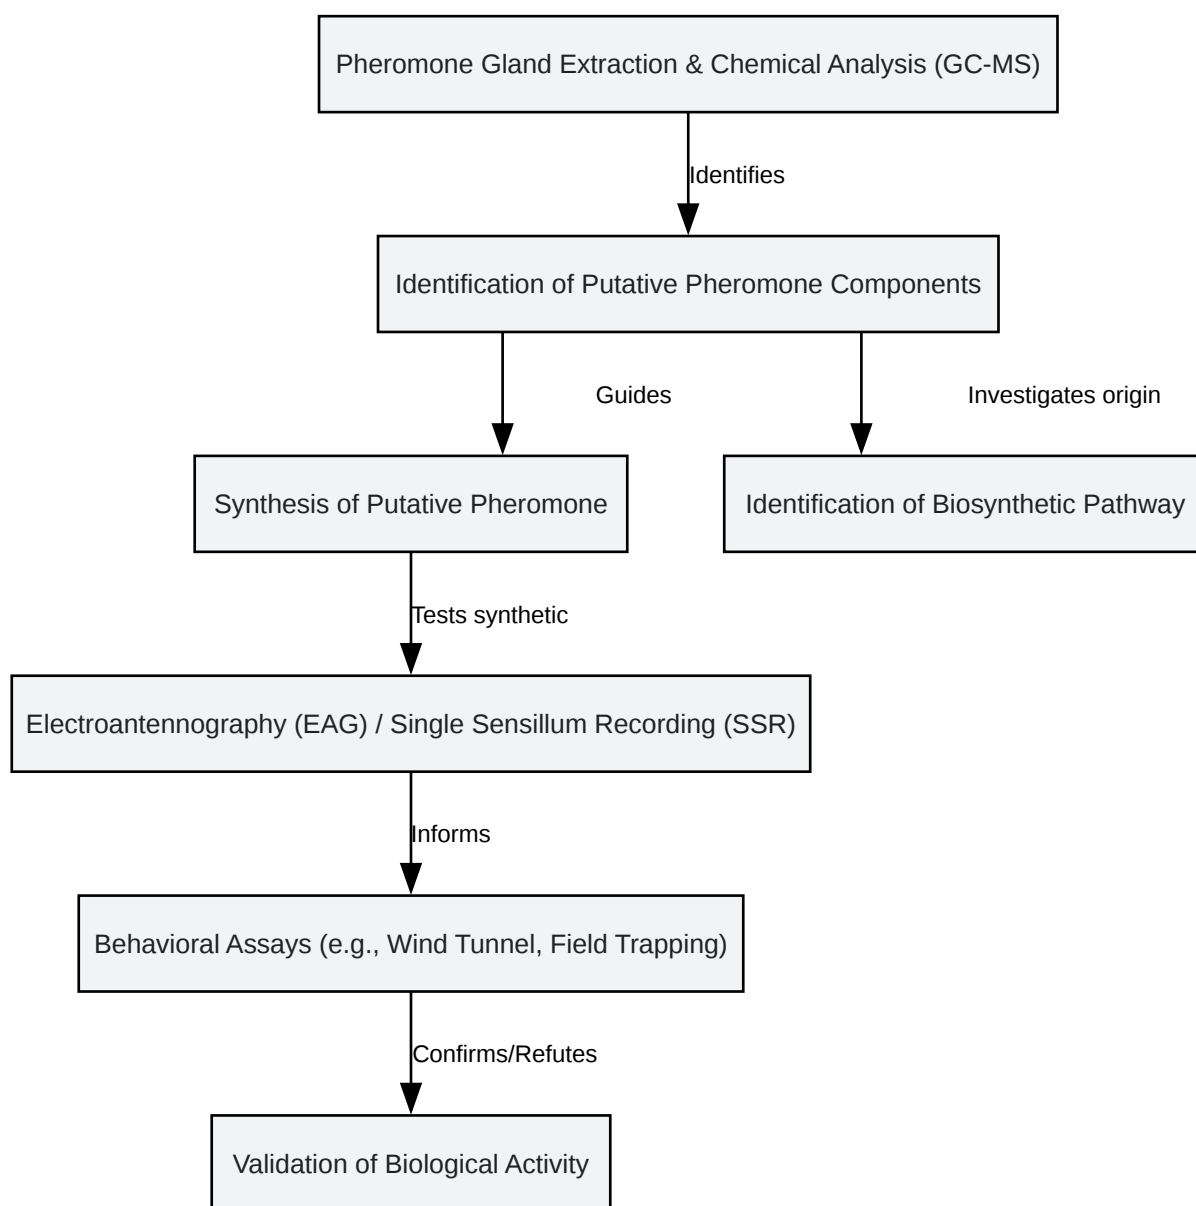 Pheromone Gland Extraction & Chemical Analysis (GC-MS)
Identifies
Identification of Putative Pheromone Components
Guides
Investigates origin
Synthesis of Putative Pheromone
Identification of Biosynthetic Pathway
Tests synthetic
Electroantennography (EAG) / Single Sensillum Recording (SSR)
Informs
Behavioral Assays (e.g., Wind Tunnel, Field Trapping)
Confirms/Refutes
Validation of Biological Activity